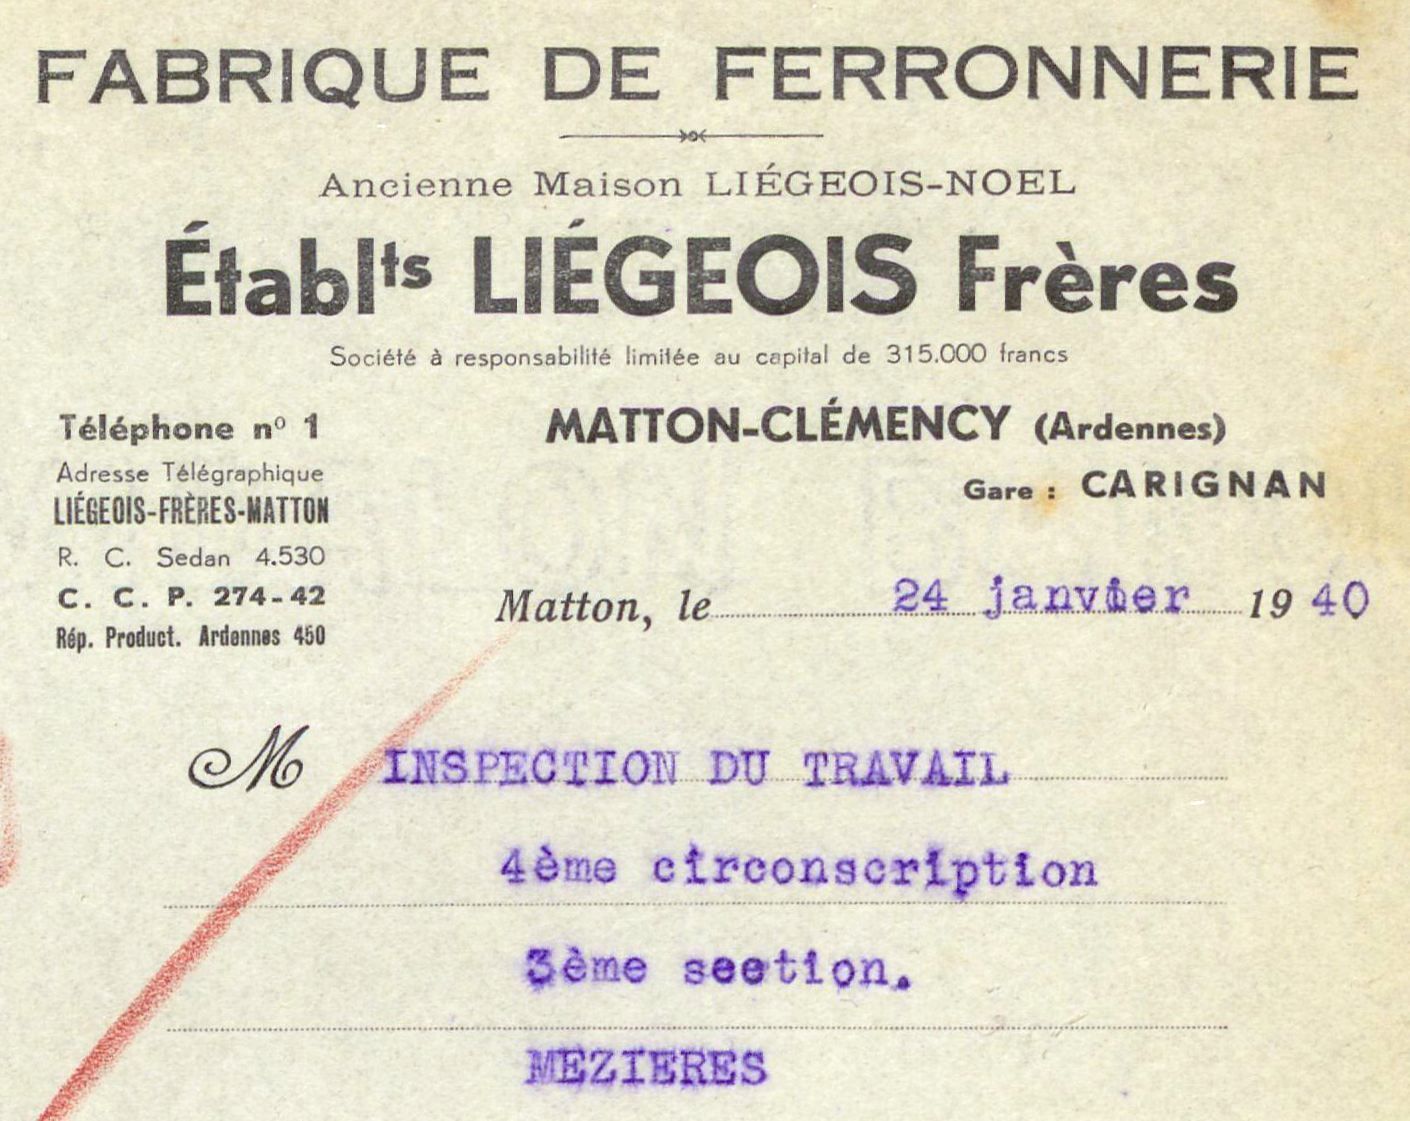 FABRIQUE DE FERRONNERIE
Ancienne Maison LIÉGEOIS-NOEL
Établts LIÉGEOIS Frères
Société à responsabilité limitée au capital de 315.000 francs
Téléphone nº 1
Adresse Télégraphique
LIÉGEOIS-FRÈRES-MATTON
R. C. Sedan 4.530
C. C. P. 274-42
Rép. Product. Ardennes 450
MATTON-CLÉMENCY (Ardennes)
Gare : CARIGNAN
Matton, le 24 janvier 1940
M INSPECTION DU TRAVAIL
4ème circonscription
3ème section.
MEZIERES